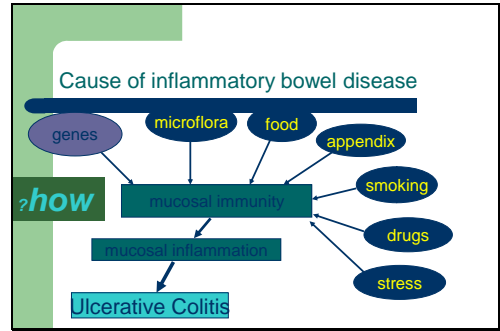 Cause of inflammatory bowel disease
genes
microflora
food
appendix
smoking
drugs
stress
?how
mucosal immunity
mucosal inflammation
Ulcerative Colitis